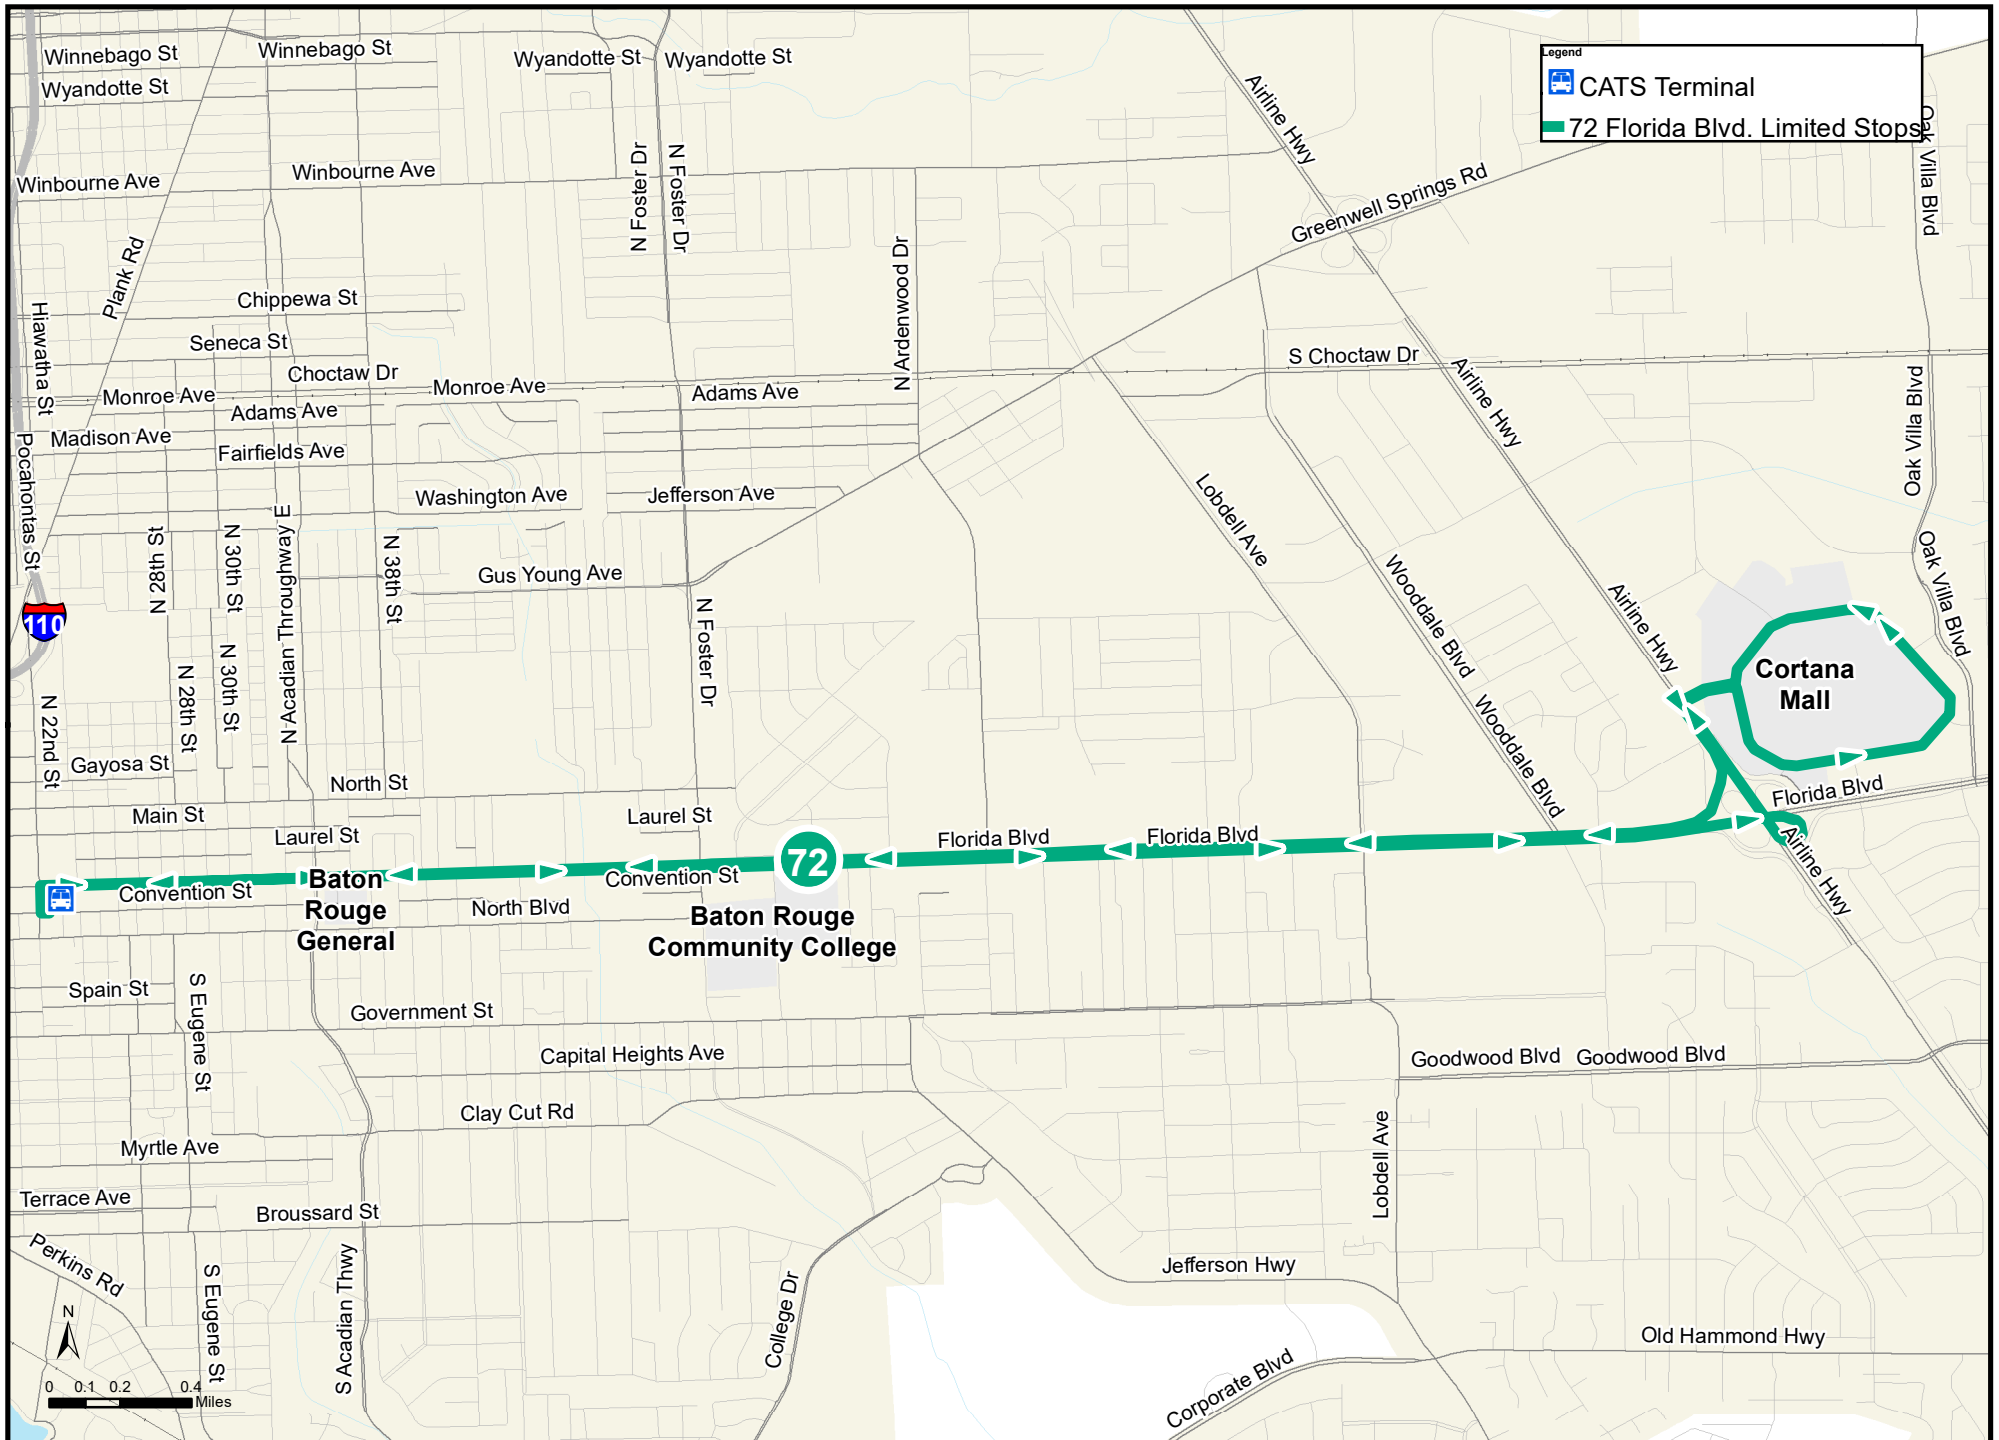 Winnebago St
Winnebago St
Wyandotte St
Wyandotte St
Wyandotte St
Legend
CATS Terminal
72 Florida Blvd. Limited Stops
Airline Hwy
Oak Villa Blvd
Winbourne Ave
Winbourne Ave
N Foster Dr
N Foster Dr
Greenwell Springs Rd
Plank Rd
N Ardenwood Dr
Chippewa St
Hiawatha St
Seneca St
S Choctaw Dr
Choctaw Dr
Monroe Ave
Monroe Ave
Adams Ave
Adams Ave
Airline Hwy
Oak Villa Blvd
Madison Ave
Fairfields Ave
Pocahontas St
Washington Ave
Jefferson Ave
Lobdell Ave
N 28th St
N 30th St
N Acadian Throughway E
N 38th St
Gus Young Ave
Wooddale Blvd
Airline Hwy
Oak Villa Blvd
110
N Foster Dr
N 22nd St
N 28th St
N 30th St
Cortana
Mall
Wooddale Blvd
Gayosa St
North St
Florida Blvd
Main St
Laurel St
Laurel St
Florida Blvd
Florida Blvd
72
Airline Hwy
Convention St
Convention St
Baton
Rouge
General
North Blvd
Baton Rouge
Community College
Spain St
S Eugene St
Government St
Capital Heights Ave
Goodwood Blvd
Goodwood Blvd
Clay Cut Rd
Lobdell Ave
Myrtle Ave
Terrace Ave
Broussard St
Perkins Rd
S Eugene St
S Acadian Thwy
College Dr
Jefferson Hwy
Old Hammond Hwy
Corporate Blvd
N
0 0.1 0.2 0.4
Miles